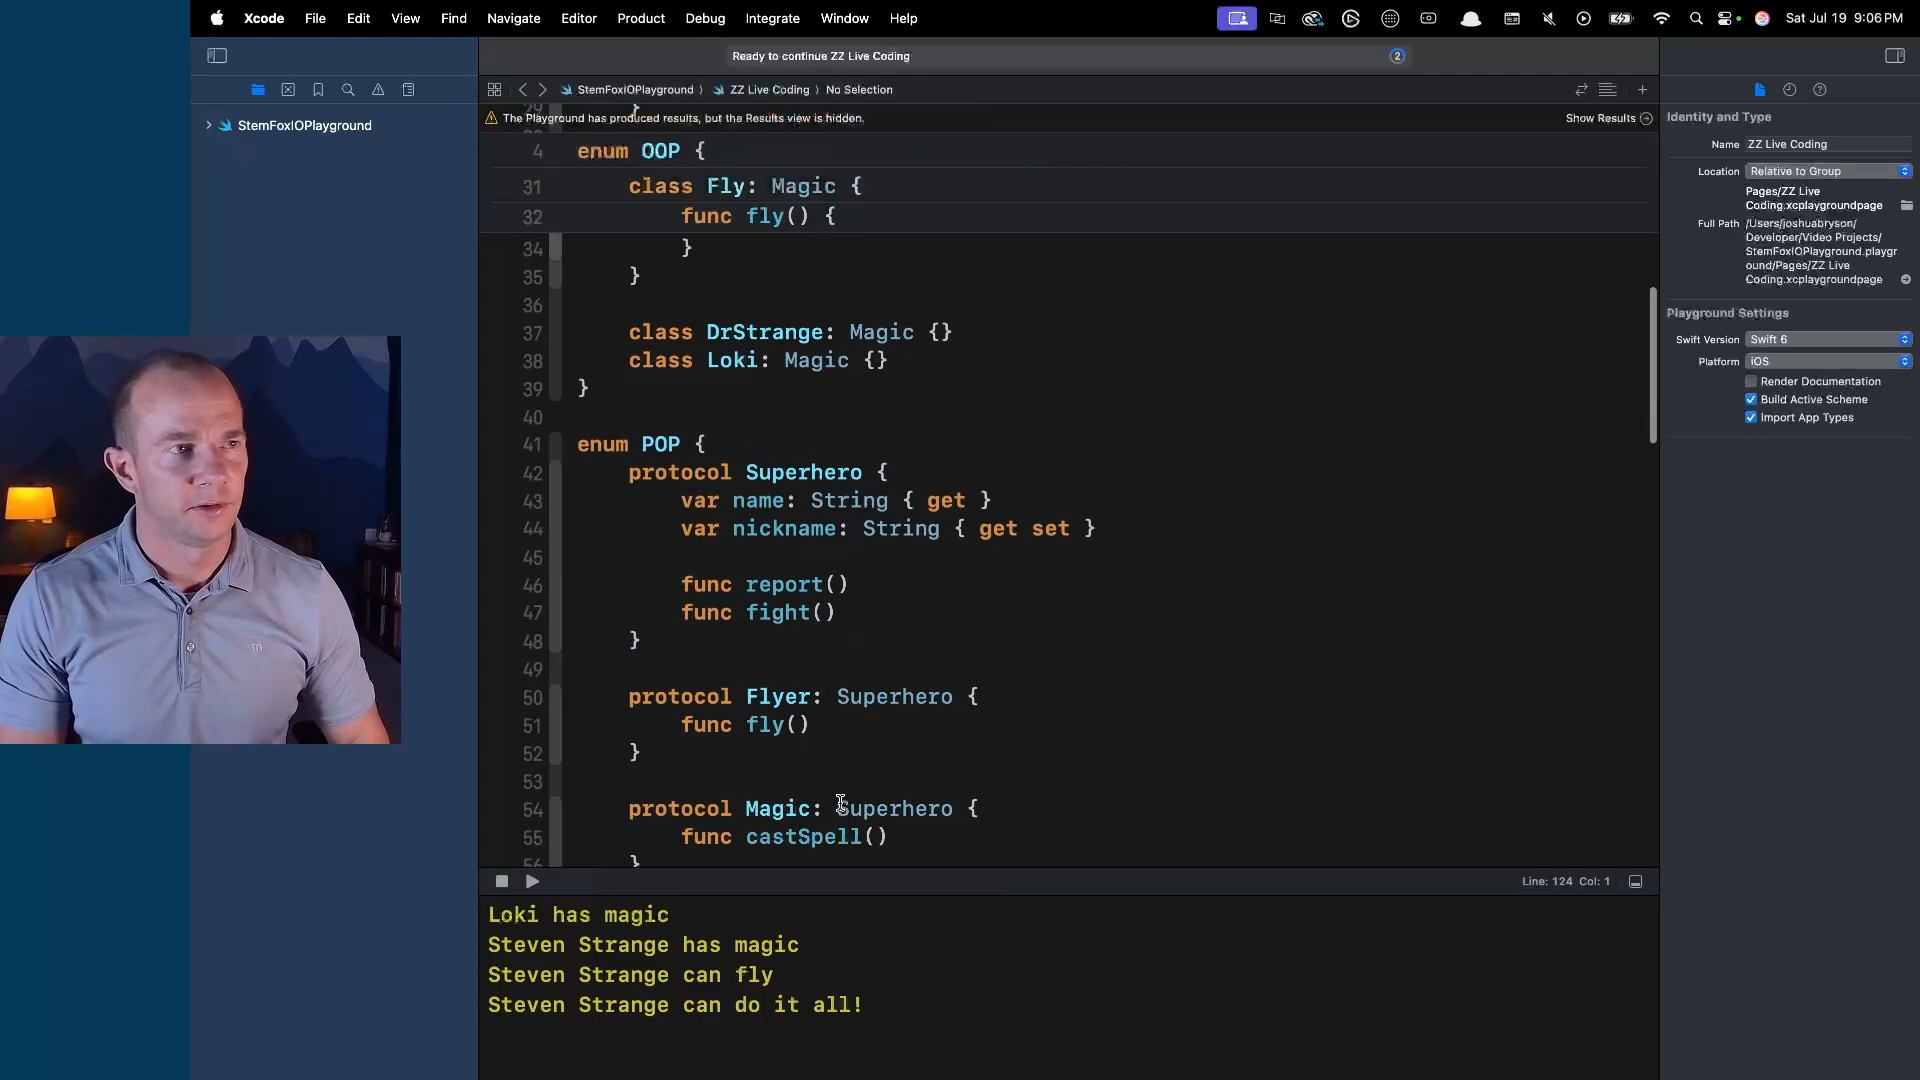 Xcode File Edit View Find Navigate Editor Product Debug Integrate Window Help Sat Jul 19 9:06 PM
Ready to continue ZZ Live Coding 2
StemFoxIOPlayground ZZ Live Coding No Selection
29 }
The Playground has produced results, but the Results view is hidden. Show Results
StemFoxIOPlayground
4 enum OOP {
31 class Fly: Magic {
32 func fly() {
34 }
35 }
36
37 class DrStrange: Magic {}
38 class Loki: Magic {}
39 }
40
41 enum POP {
42 protocol Superhero {
43 var name: String { get }
44 var nickname: String { get set }
45
46 func report()
47 func fight()
48 }
49
50 protocol Flyer: Superhero {
51 func fly()
52 }
53
54 protocol Magic: Superhero {
55 func castSpell()
56 }
Line: 124 Col: 1
Loki has magic
Steven Strange has magic
Steven Strange can fly
Steven Strange can do it all!
Identity and Type
Name ZZ Live Coding
Location Relative to Group
Pages/ZZ Live
Coding.xcplaygroundpage
Full Path /Users/joshuabryson/
Developer/Video Projects/
StemFoxIOPlayground.playgr
ound/Pages/ZZ Live
Coding.xcplaygroundpage
Playground Settings
Swift Version Swift 6
Platform iOS
Render Documentation
Build Active Scheme
Import App Types